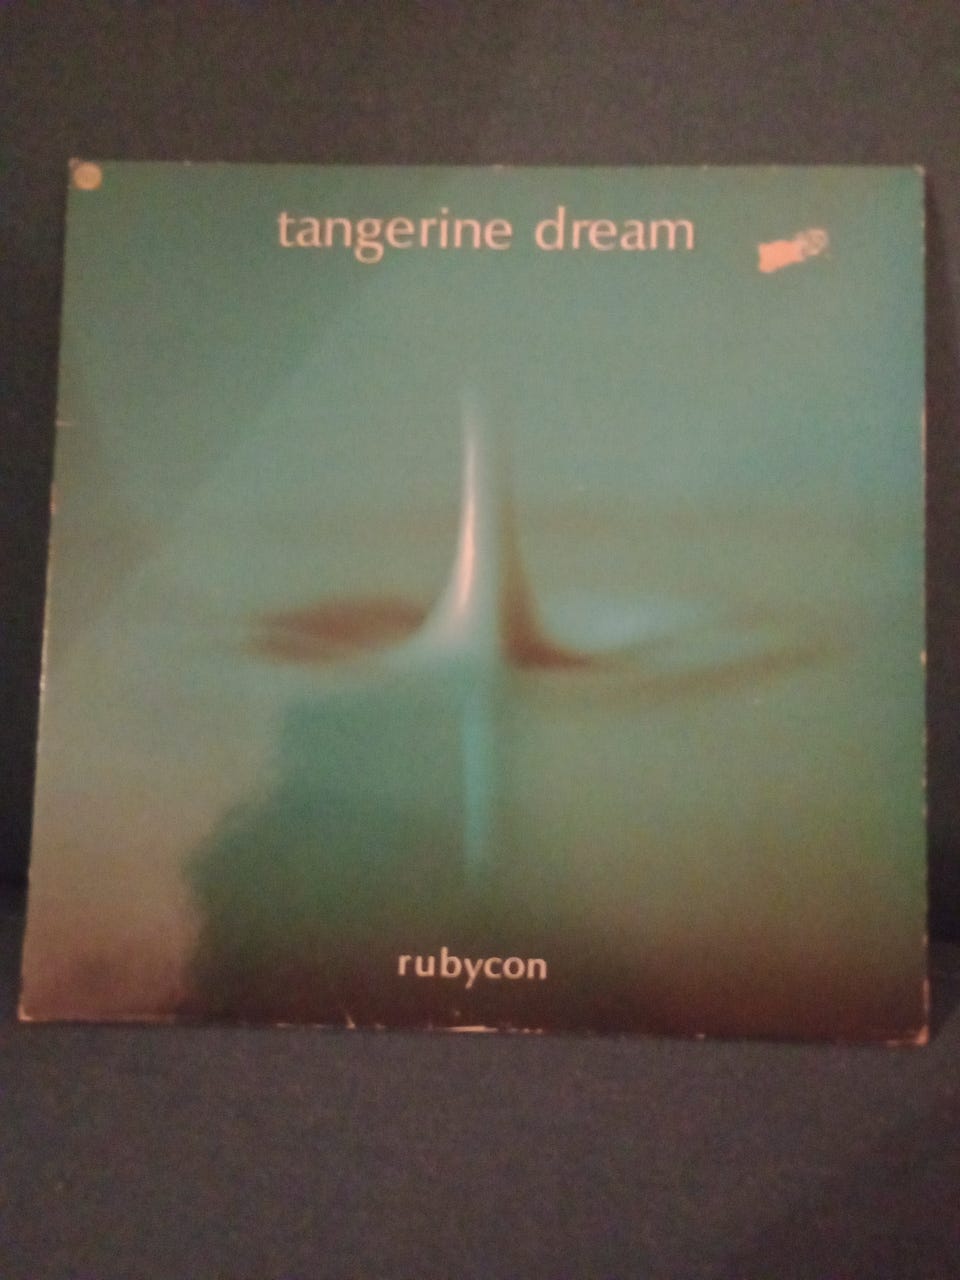 tangerine dream
rubycon